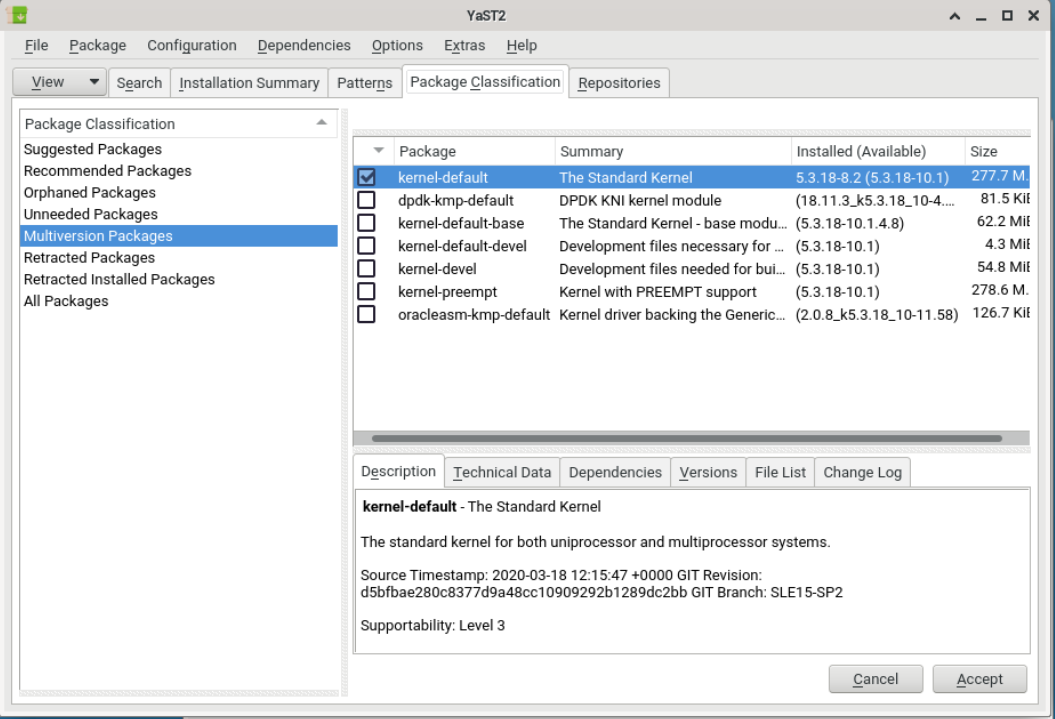 YaST2
File Package Configuration Dependencies Options Extras Help
View Search Installation Summary Patterns Package Classification Repositories
Package Classification
Suggested Packages
Recommended Packages
Orphaned Packages
Unneeded Packages
Multiversion Packages
Retracted Packages
Retracted Installed Packages
All Packages
Package Summary Installed (Available) Size
kernel-default The Standard Kernel 5.3.18-8.2 (5.3.18-10.1) 277.7 M.
dpdk-kmp-default DPDK KNI kernel module (18.11.3_k5.3.18_10-4.... 81.5 KiB
kernel-default-base The Standard Kernel - base modu... (5.3.18-10.1.4.8) 62.2 MiB
kernel-default-devel Development files necessary for ... (5.3.18-10.1) 4.3 MiB
kernel-devel Development files needed for bui... (5.3.18-10.1) 54.8 MiB
kernel-preempt Kernel with PREEMPT support (5.3.18-10.1) 278.6 M.
oracleasm-kmp-default Kernel driver backing the Generic... (2.0.8_k5.3.18_10-11.58) 126.7 KiB
Description Technical Data Dependencies Versions File List Change Log
kernel-default - The Standard Kernel
The standard kernel for both uniprocessor and multiprocessor systems.
Source Timestamp: 2020-03-18 12:15:47 +0000 GIT Revision:
d5bfbae280c8377d9a48cc10909292b1289dc2bb GIT Branch: SLE15-SP2
Supportability: Level 3
Cancel Accept